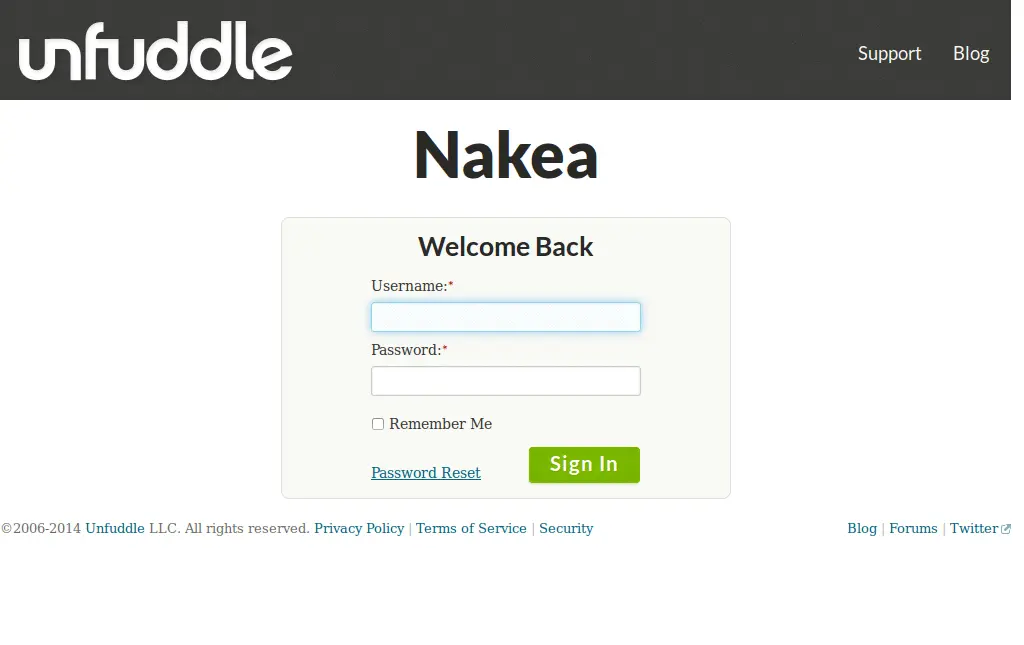 unfuddle
Support Blog
Nakea
Welcome Back
Username:*
Password:*
Remember Me
Password Reset
Sign In
©2006-2014 Unfuddle LLC. All rights reserved. Privacy Policy | Terms of Service | Security
Blog | Forums | Twitter